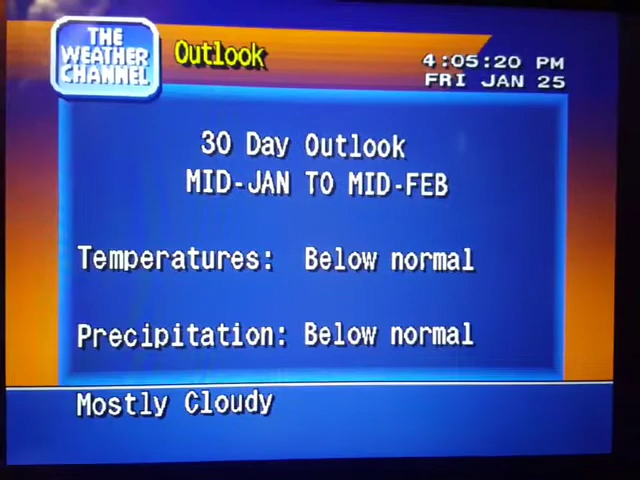 THE
WEATHER
CHANNEL
Outlook
4:05:20 PM
FRI JAN 25
30 Day Outlook
MID-JAN TO MID-FEB
Temperatures: Below normal
Precipitation: Below normal
Mostly Cloudy